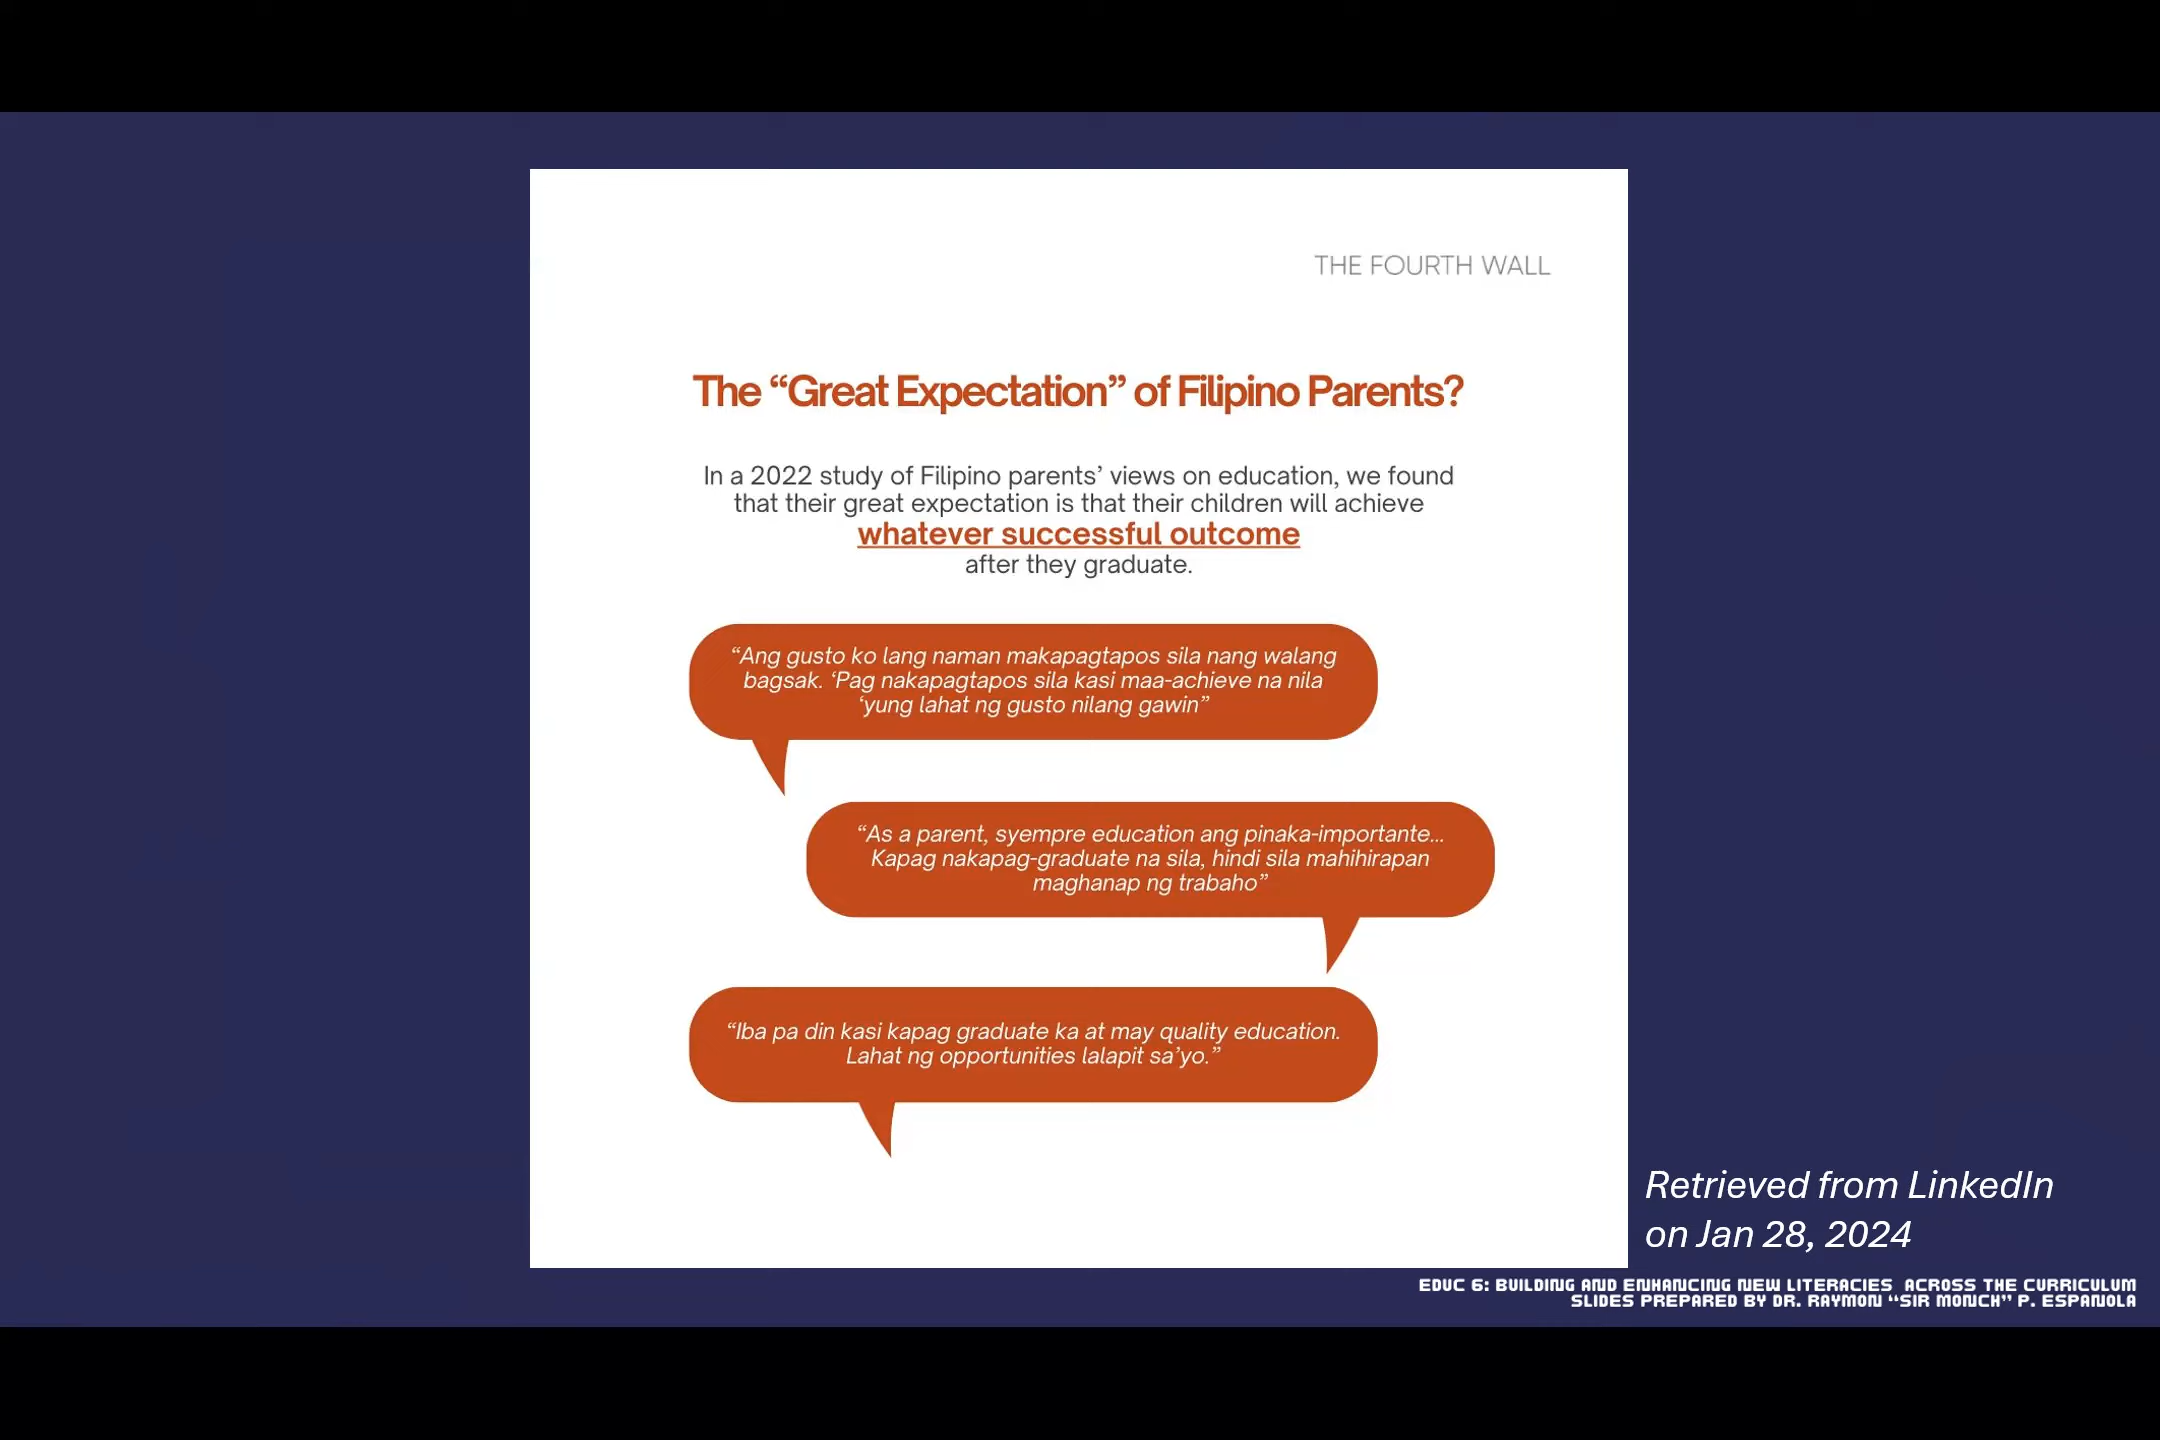 THE FOURTH WALL
The “Great Expectation” of Filipino Parents?
In a 2022 study of Filipino parents’ views on education, we found
that their great expectation is that their children will achieve
whatever successful outcome
after they graduate.
“Ang gusto ko lang naman makapagtapos sila nang walang
bagsak. ‘Pag nakapagtapos sila kasi maa-achieve na nila
‘yung lahat ng gusto nilang gawin”
“As a parent, syempre education ang pinaka-importante...
Kapag nakapag-graduate na sila, hindi sila mahihirapan
maghanap ng trabaho”
“Iba pa din kasi kapag graduate ka at may quality education.
Lahat ng opportunities lalapit sa’yo.”
Retrieved from LinkedIn
on Jan 28, 2024
EDUC 6: BUILDING AND ENHANCING NEW LITERACIES ACROSS THE CURRICULUM
SLIDES PREPARED BY DR. RAYMON “SIR MONCH” P. ESPANOLA